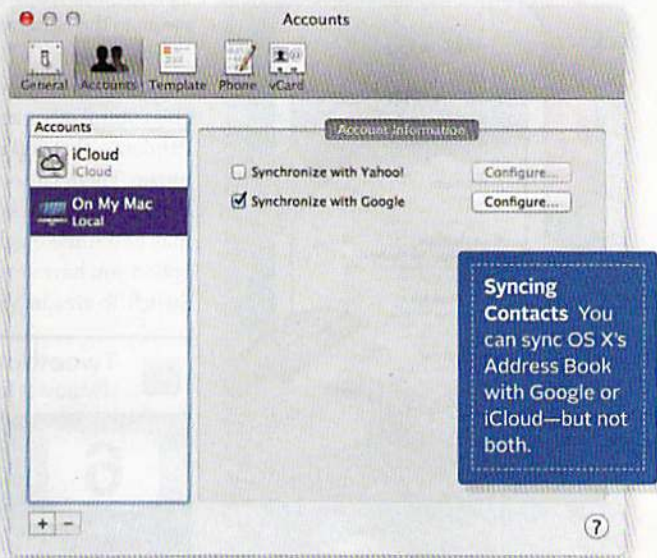 Accounts
General Accounts Template Phone vCard
Accounts
iCloud
iCloud
On My Mac
Local
Account Information
Synchronize with Yahoo! Configure...
Synchronize with Google Configure...
Syncing
Contacts You
can sync OS X's
Address Book
with Google or
iCloud—but not
both.
+ -
?